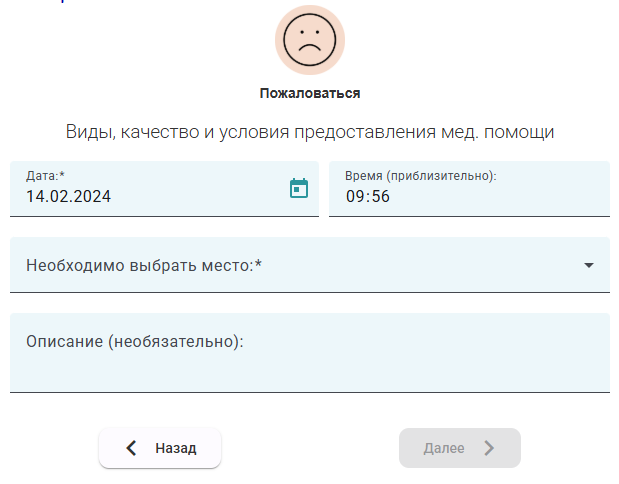 Пожаловаться
Виды, качество и условия предоставления мед. помощи
Дата:*
14.02.2024
Время (приблизительно):
09:56
Необходимо выбрать место:*
Описание (необязательно):
Назад
Далее